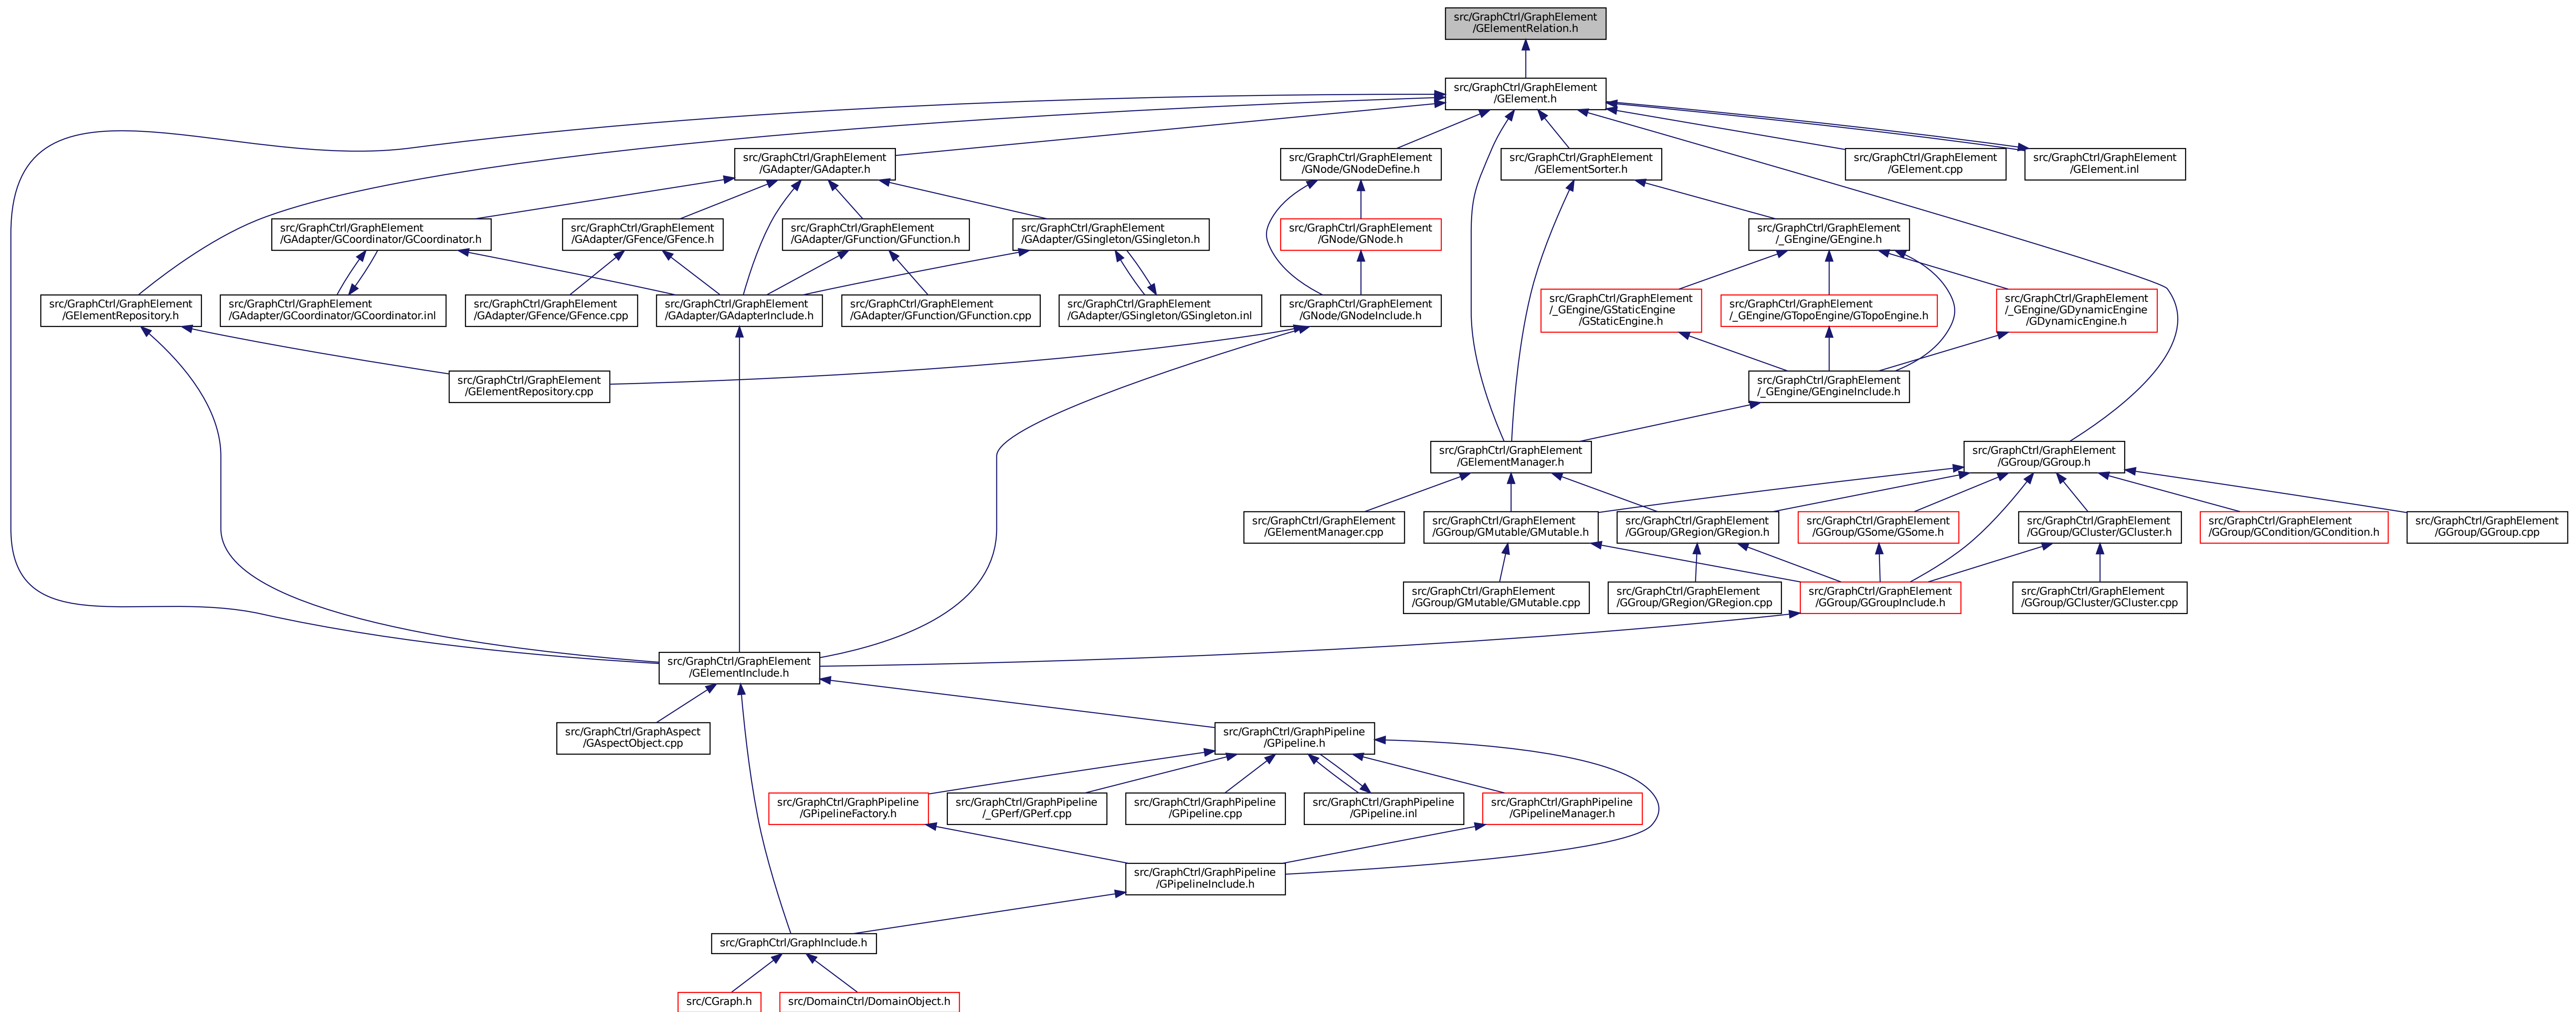 src/GraphCtrl/GraphElement
/GElementRelation.h
src/GraphCtrl/GraphElement
/GElement.h
src/GraphCtrl/GraphElement
/GAdapter/GAdapter.h
src/GraphCtrl/GraphElement
/GNode/GNodeDefine.h
src/GraphCtrl/GraphElement
/GElementSorter.h
src/GraphCtrl/GraphElement
/GElement.cpp
src/GraphCtrl/GraphElement
/GElement.inl
src/GraphCtrl/GraphElement
/GAdapter/GCoordinator/GCoordinator.h
src/GraphCtrl/GraphElement
/GAdapter/GFence/GFence.h
src/GraphCtrl/GraphElement
/GAdapter/GFunction/GFunction.h
src/GraphCtrl/GraphElement
/GAdapter/GSingleton/GSingleton.h
src/GraphCtrl/GraphElement
/GNode/GNode.h
src/GraphCtrl/GraphElement
/_GEngine/GEngine.h
src/GraphCtrl/GraphElement
/GElementRepository.h
src/GraphCtrl/GraphElement
/GAdapter/GCoordinator/GCoordinator.inl
src/GraphCtrl/GraphElement
/GAdapter/GFence/GFence.cpp
src/GraphCtrl/GraphElement
/GAdapter/GAdapterInclude.h
src/GraphCtrl/GraphElement
/GAdapter/GFunction/GFunction.cpp
src/GraphCtrl/GraphElement
/GAdapter/GSingleton/GSingleton.inl
src/GraphCtrl/GraphElement
/GNode/GNodeInclude.h
src/GraphCtrl/GraphElement
/_GEngine/GStaticEngine
/GStaticEngine.h
src/GraphCtrl/GraphElement
/_GEngine/GTopoEngine/GTopoEngine.h
src/GraphCtrl/GraphElement
/_GEngine/GDynamicEngine
/GDynamicEngine.h
src/GraphCtrl/GraphElement
/GElementRepository.cpp
src/GraphCtrl/GraphElement
/_GEngine/GEngineInclude.h
src/GraphCtrl/GraphElement
/GElementManager.h
src/GraphCtrl/GraphElement
/GGroup/GGroup.h
src/GraphCtrl/GraphElement
/GElementManager.cpp
src/GraphCtrl/GraphElement
/GGroup/GMutable/GMutable.h
src/GraphCtrl/GraphElement
/GGroup/GRegion/GRegion.h
src/GraphCtrl/GraphElement
/GGroup/GSome/GSome.h
src/GraphCtrl/GraphElement
/GGroup/GCluster/GCluster.h
src/GraphCtrl/GraphElement
/GGroup/GCondition/GCondition.h
src/GraphCtrl/GraphElement
/GGroup/GGroup.cpp
src/GraphCtrl/GraphElement
/GGroup/GMutable/GMutable.cpp
src/GraphCtrl/GraphElement
/GGroup/GRegion/GRegion.cpp
src/GraphCtrl/GraphElement
/GGroup/GGroupInclude.h
src/GraphCtrl/GraphElement
/GGroup/GCluster/GCluster.cpp
src/GraphCtrl/GraphElement
/GElementInclude.h
src/GraphCtrl/GraphAspect
/GAspectObject.cpp
src/GraphCtrl/GraphPipeline
/GPipeline.h
src/GraphCtrl/GraphPipeline
/GPipelineFactory.h
src/GraphCtrl/GraphPipeline
/_GPerf/GPerf.cpp
src/GraphCtrl/GraphPipeline
/GPipeline.cpp
src/GraphCtrl/GraphPipeline
/GPipeline.inl
src/GraphCtrl/GraphPipeline
/GPipelineManager.h
src/GraphCtrl/GraphPipeline
/GPipelineInclude.h
src/GraphCtrl/GraphInclude.h
src/CGraph.h
src/DomainCtrl/DomainObject.h